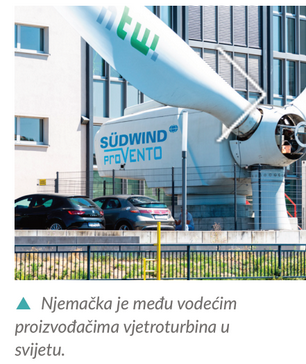 SÜDWIND
proVENTO
Njemačka je među vodećim
proizvođačima vjetroturbina u
svijetu.